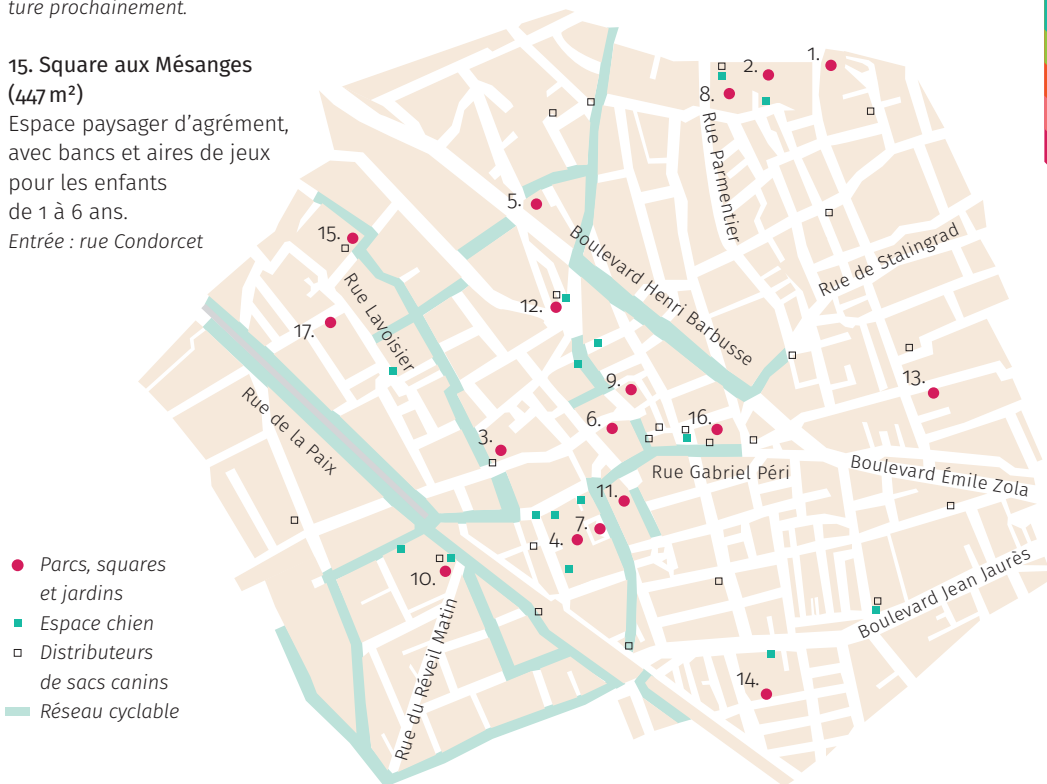 ture prochainement.
15. Square aux Mésanges
(447 m²)
Espace paysager d’agrément,
avec bancs et aires de jeux
pour les enfants
de 1 à 6 ans.
Entrée : rue Condorcet
1.
2.
8.
Rue Parmentier
5.
15.
Boulevard Henri Barbusse
Rue de Stalingrad
Rue Lavoisier
12.
17.
9.
13.
Rue de la Paix
6.
16.
3.
Rue Gabriel Péri
Boulevard Émile Zola
11.
7.
4.
10.
Boulevard Jean Jaurès
Rue du Réveil Matin
14.
Parcs, squares
et jardins
Espace chien
Distributeurs
de sacs canins
Réseau cyclable